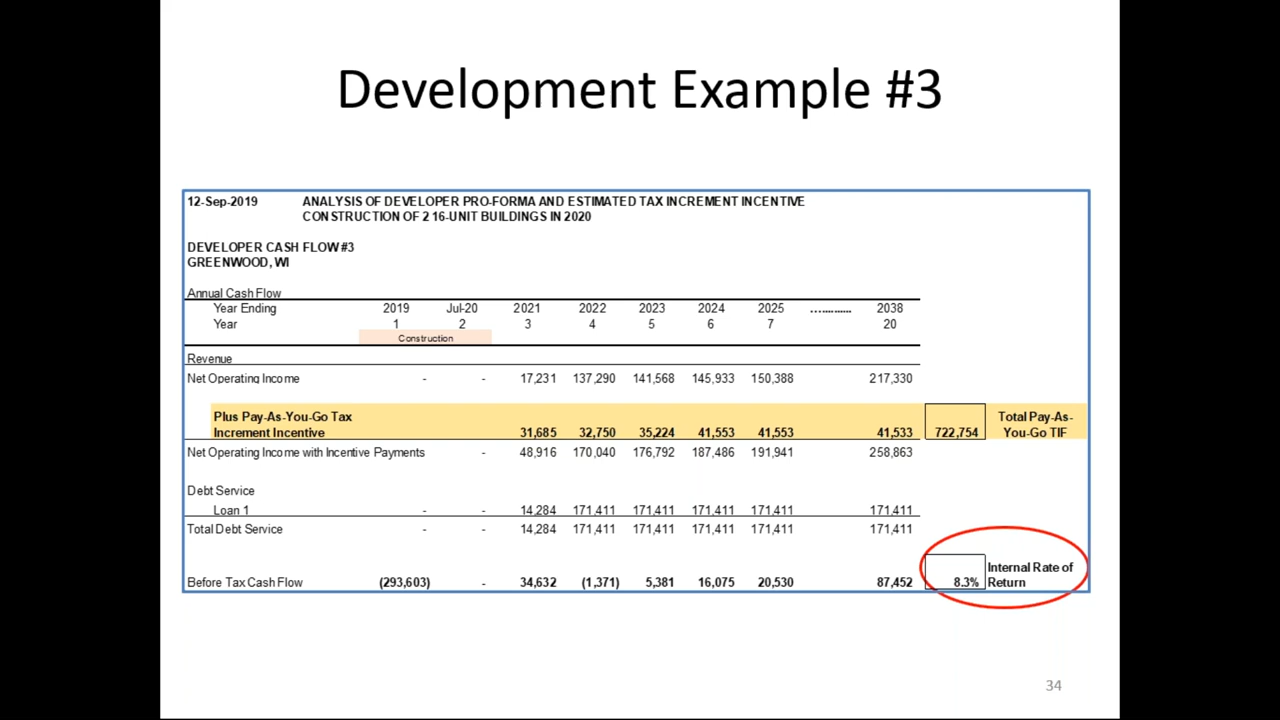 Development Example #3
12-Sep-2019 ANALYSIS OF DEVELOPER PRO-FORMA AND ESTIMATED TAX INCREMENT INCENTIVE
CONSTRUCTION OF 2 16-UNIT BUILDINGS IN 2020
DEVELOPER CASH FLOW #3
GREENWOOD, WI
Annual Cash Flow
Year Ending 2019 Jul-20 2021 2022 2023 2024 2025 ............. 2038
Year 1 2 3 4 5 6 7 20
Construction
Revenue
Net Operating Income - - 17,231 137,290 141,568 145,933 150,388 217,330
Plus Pay-As-You-Go Tax Total Pay-As-
Increment Incentive 31,685 32,750 35,224 41,553 41,553 41,533 722,754 You-Go TIF
Net Operating Income with Incentive Payments - 48,916 170,040 176,792 187,486 191,941 258,863
Debt Service
Loan 1 - - 14,284 171,411 171,411 171,411 171,411 171,411
Total Debt Service - - 14,284 171,411 171,411 171,411 171,411 171,411
Internal Rate of
Before Tax Cash Flow (293,603) - 34,632 (1,371) 5,381 16,075 20,530 87,452 8.3% Return
34